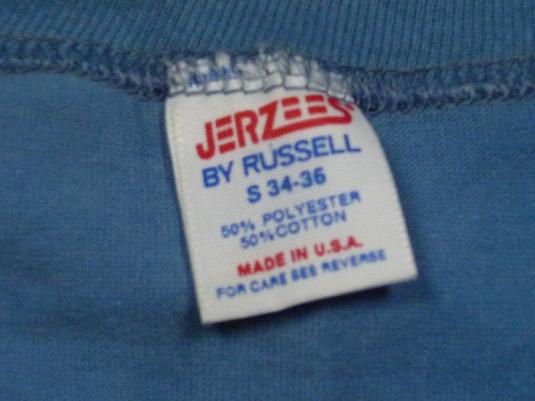 JERZEES
BY RUSSELL
S 34-36
50% POLYESTER
50% COTTON
MADE IN U.S.A.
FOR CARE SEE REVERSE